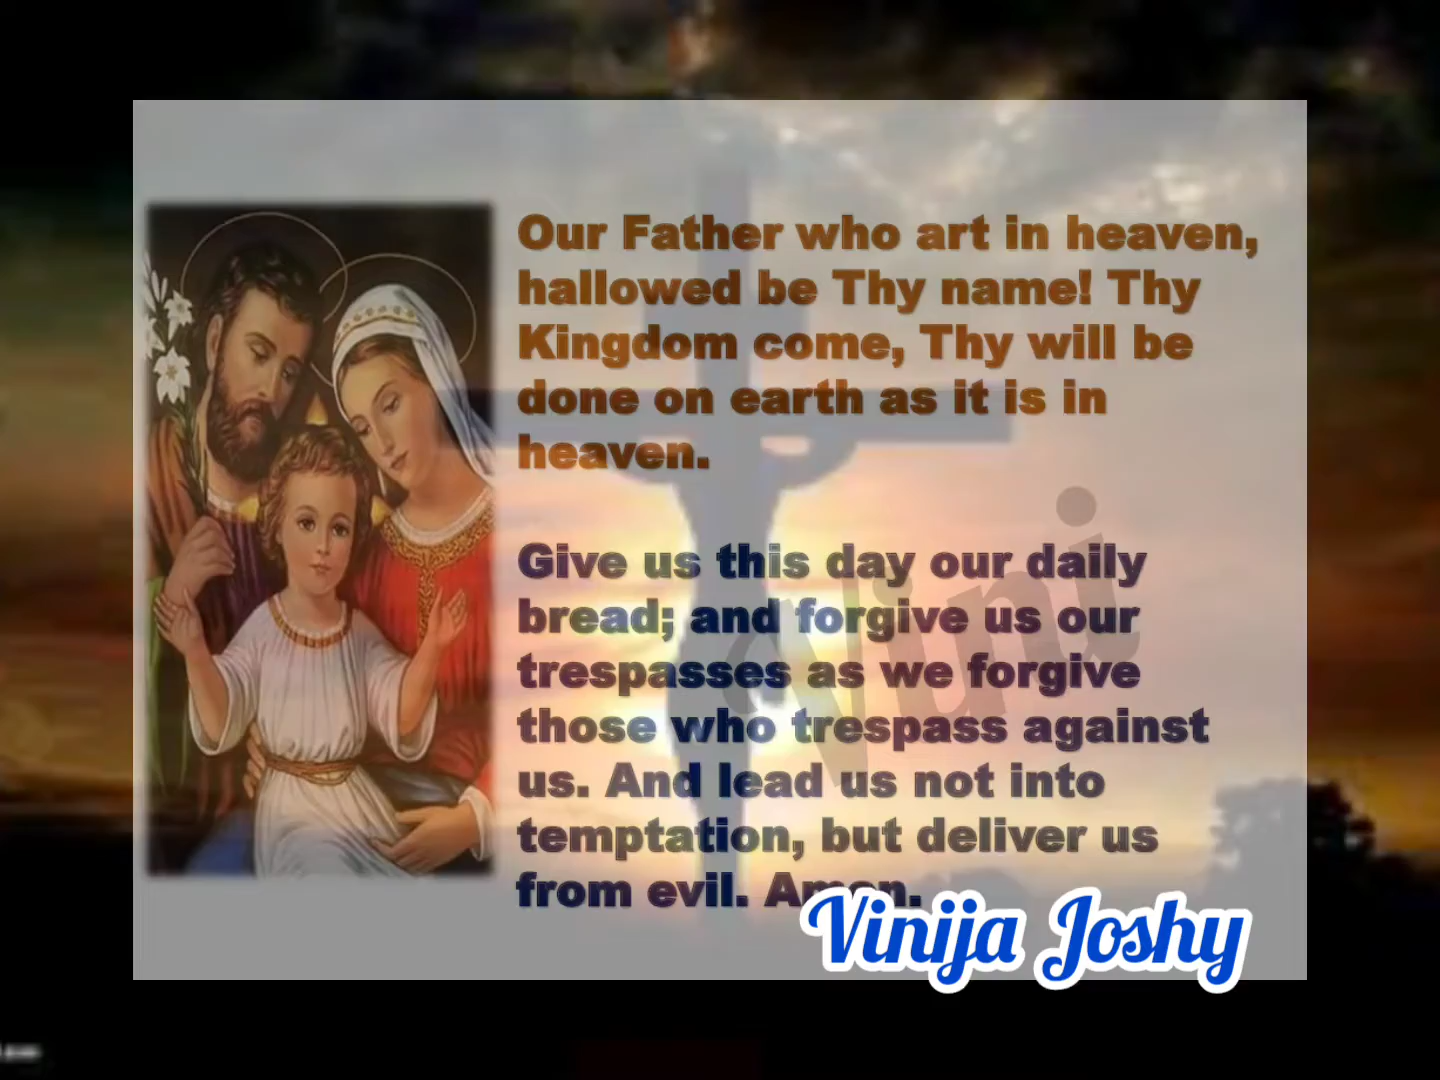 Our Father who art in heaven,
hallowed be Thy name! Thy
Kingdom come, Thy will be
done on earth as it is in
heaven.
Give us this day our daily
bread; and forgive us our
trespasses as we forgive
those who trespass against
us. And lead us not into
temptation, but deliver us
from evil. Amen.
Vinija Joshy
Vini